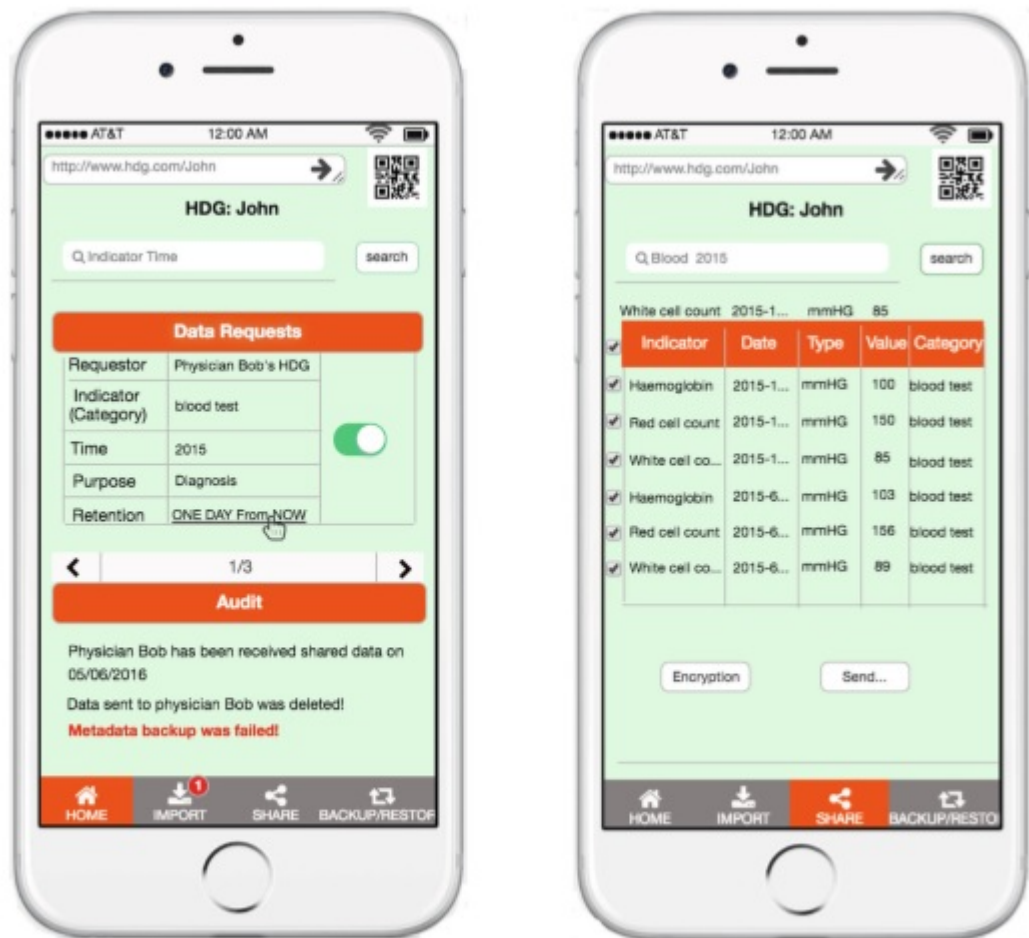 AT&T 12:00 AM
http://www.hdg.com/John
HDG: John
Indicator Time search
Data Requests
Requestor Physician Bob's HDG
Indicator (Category) blood test
Time 2015
Purpose Diagnosis
Retention ONE DAY From NOW
1/3
Audit
Physician Bob has been received shared data on
05/06/2016
Data sent to physician Bob was deleted!
Metadata backup was failed!
1
HOME IMPORT SHARE BACKUP/RESTOR
AT&T 12:00 AM
http://www.hdg.com/John
HDG: John
Blood 2015 search
White cell count 2015-1... mmHG 85
Indicator Date Type Value Category
Haemoglobin 2015-1... mmHG 100 blood test
Red cell count 2015-1... mmHG 150 blood test
White cell co... 2015-1... mmHG 85 blood test
Haemoglobin 2015-6... mmHG 103 blood test
Red cell count 2015-6... mmHG 156 blood test
White cell co... 2015-6... mmHG 89 blood test
Encryption Send...
HOME IMPORT SHARE BACKUP/RESTO